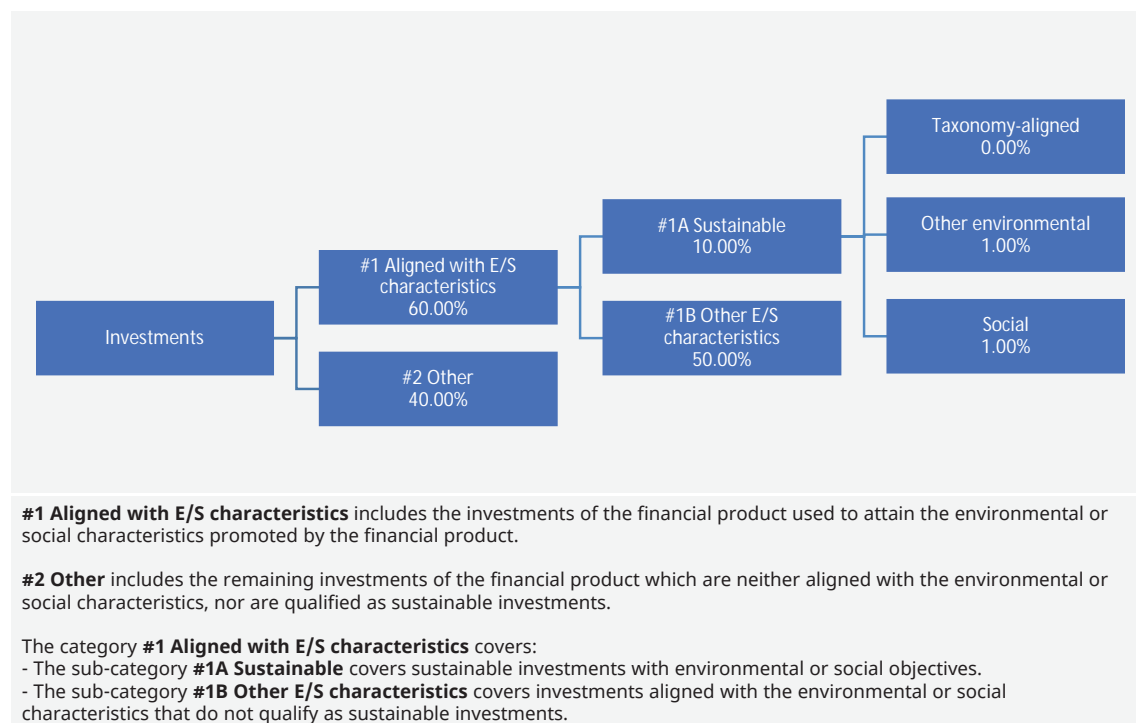 Taxonomy-aligned
0.00%
#1A Sustainable
10.00%
Other environmental
1.00%
#1 Aligned with E/S
characteristics
60.00%
Investments
#1B Other E/S
characteristics
50.00%
Social
1.00%
#2 Other
40.00%
#1 Aligned with E/S characteristics includes the investments of the financial product used to attain the environmental or
social characteristics promoted by the financial product.
#2 Other includes the remaining investments of the financial product which are neither aligned with the environmental or
social characteristics, nor are qualified as sustainable investments.
The category #1 Aligned with E/S characteristics covers:
- The sub-category #1A Sustainable covers sustainable investments with environmental or social objectives.
- The sub-category #1B Other E/S characteristics covers investments aligned with the environmental or social
characteristics that do not qualify as sustainable investments.